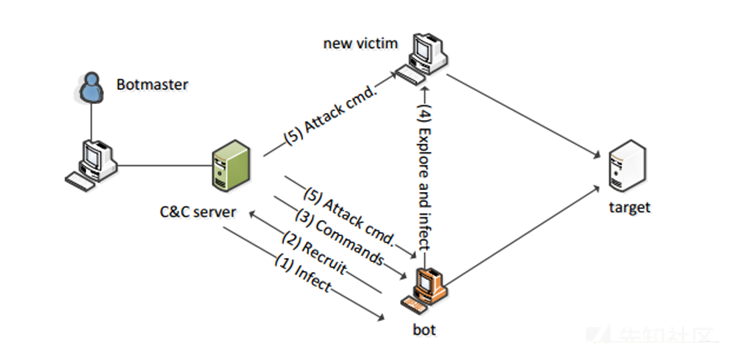 new victim
Botmaster
(5) Attack cmd.
(4) Explore and infect
C&C server
target
(5) Attack cmd.
(3) Commands
(2) Recruit
(1) Infect
bot
先知社区